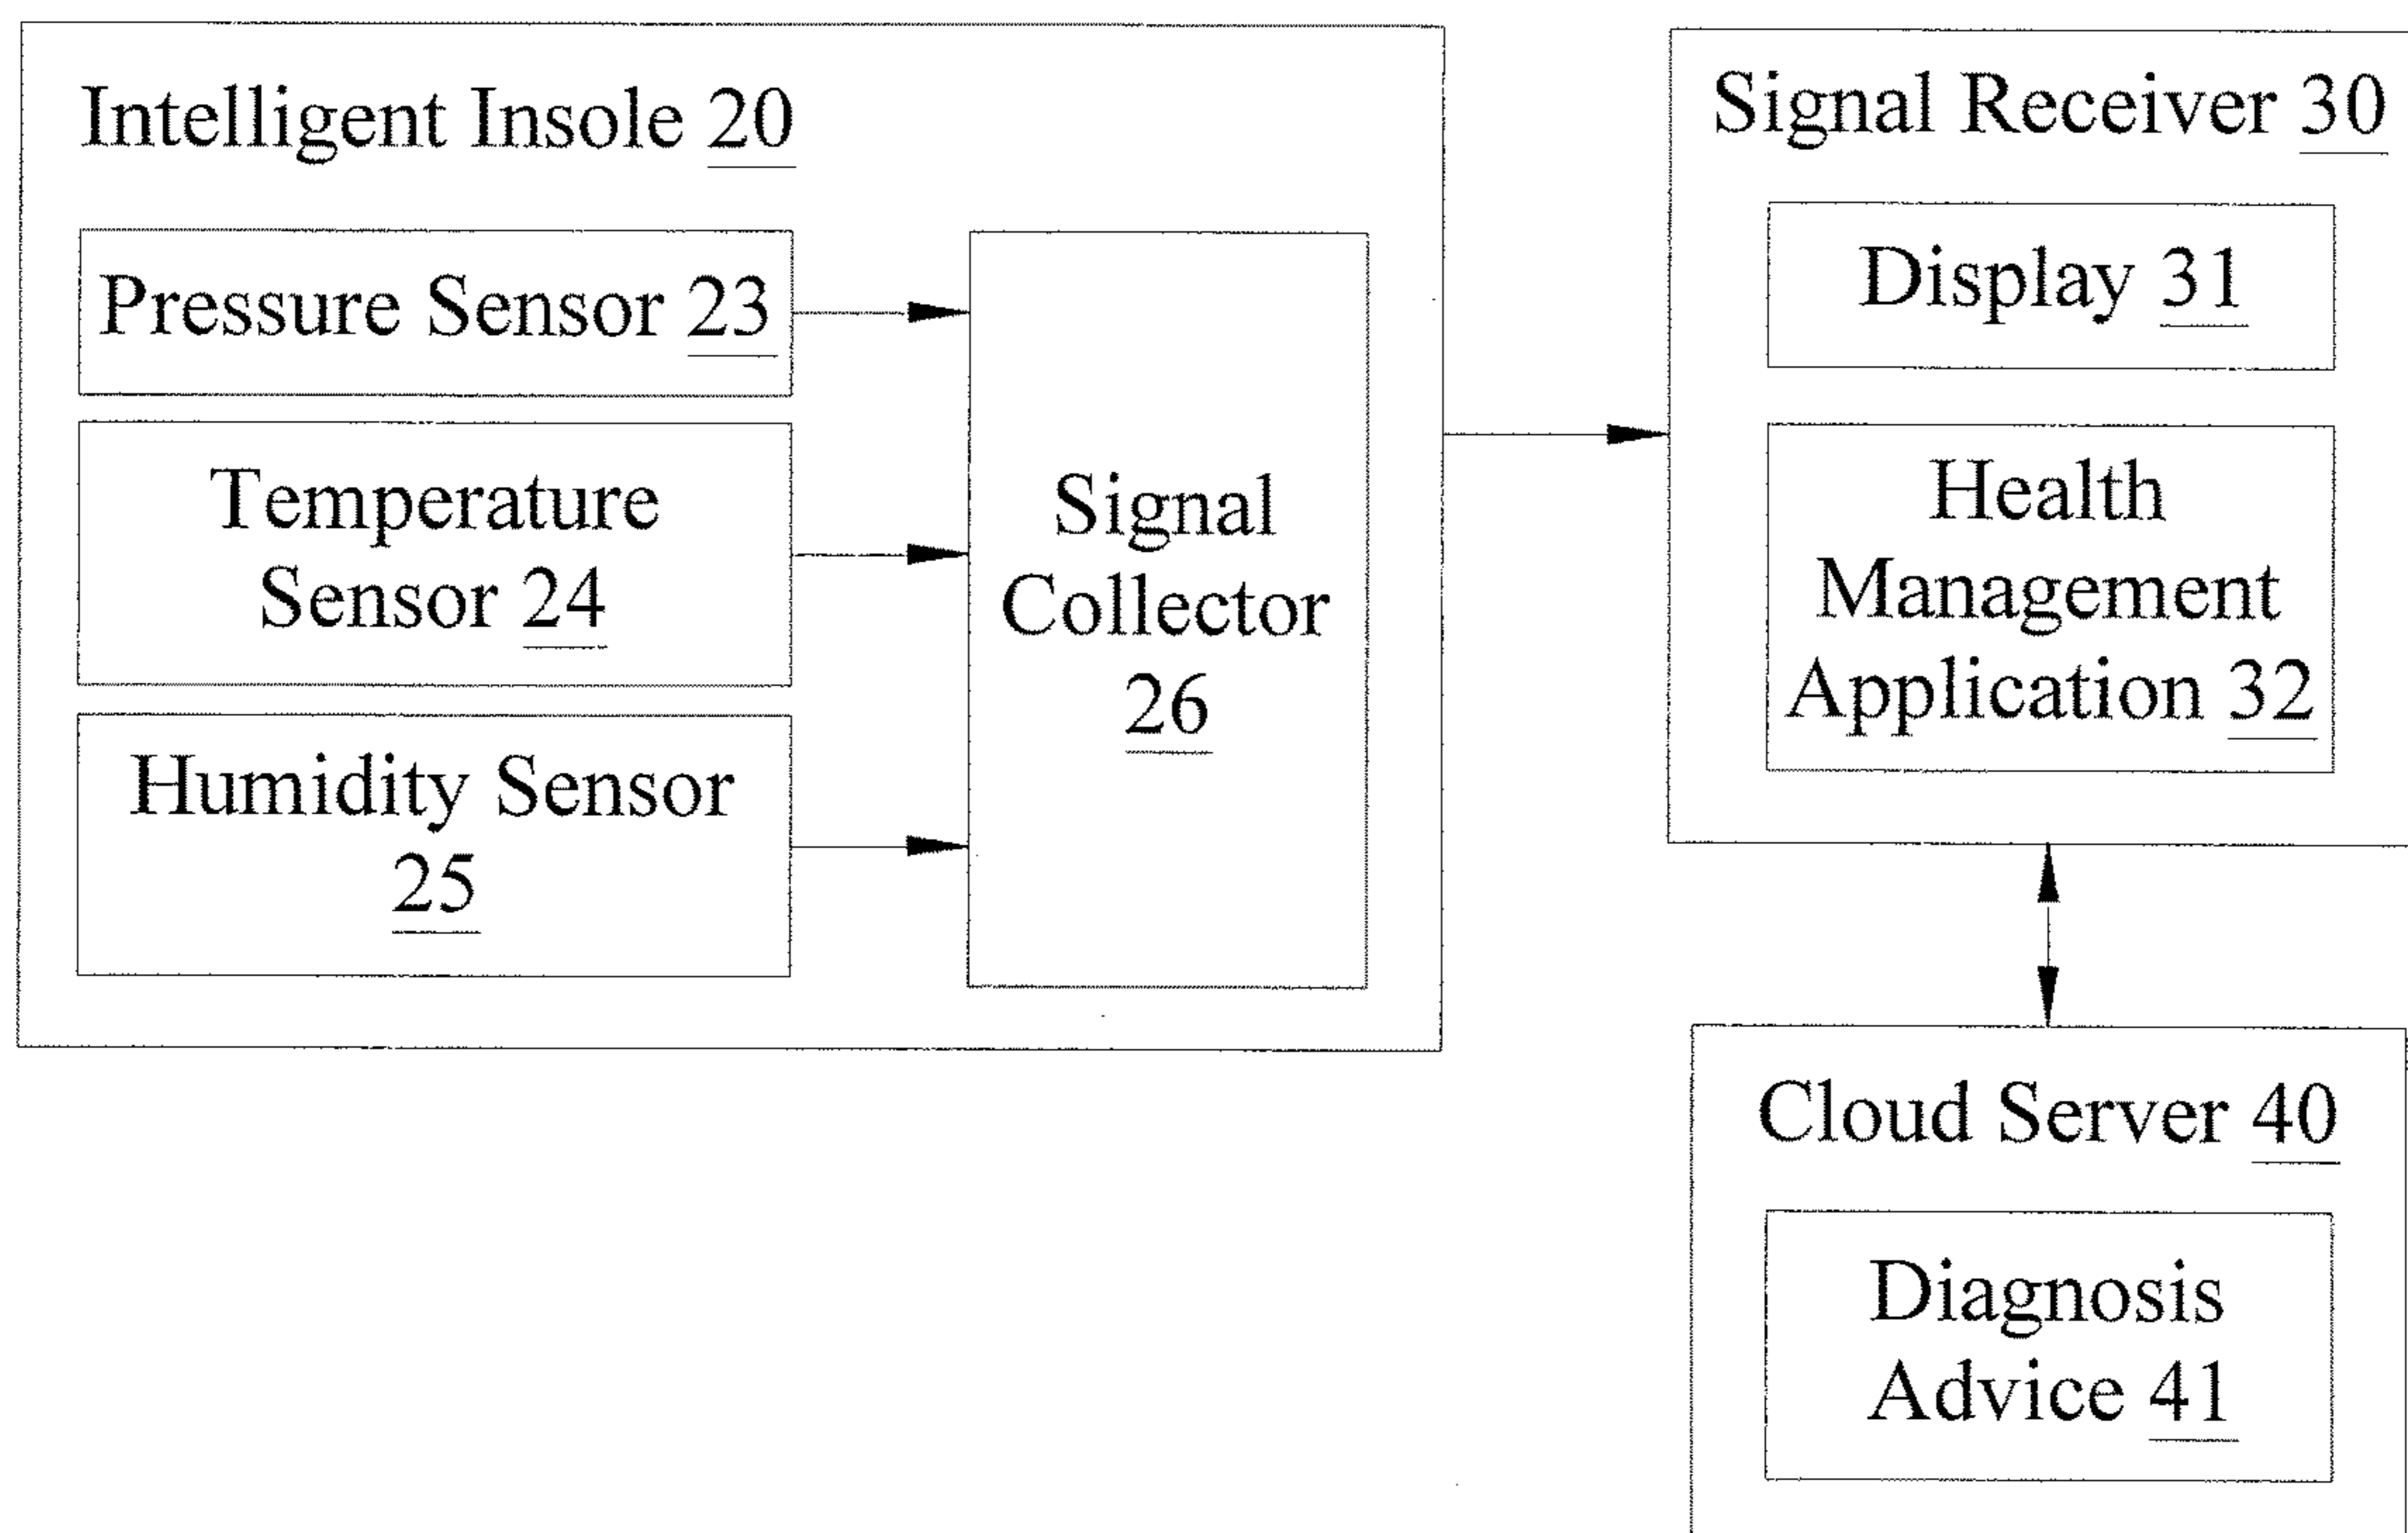 Intelligent Insole 20
Pressure Sensor 23
Temperature
Sensor 24
Humidity Sensor
25
Signal
Collector
26
Signal Receiver 30
Display 31
Health
Management
Application 32
Cloud Server 40
Diagnosis
Advice 41